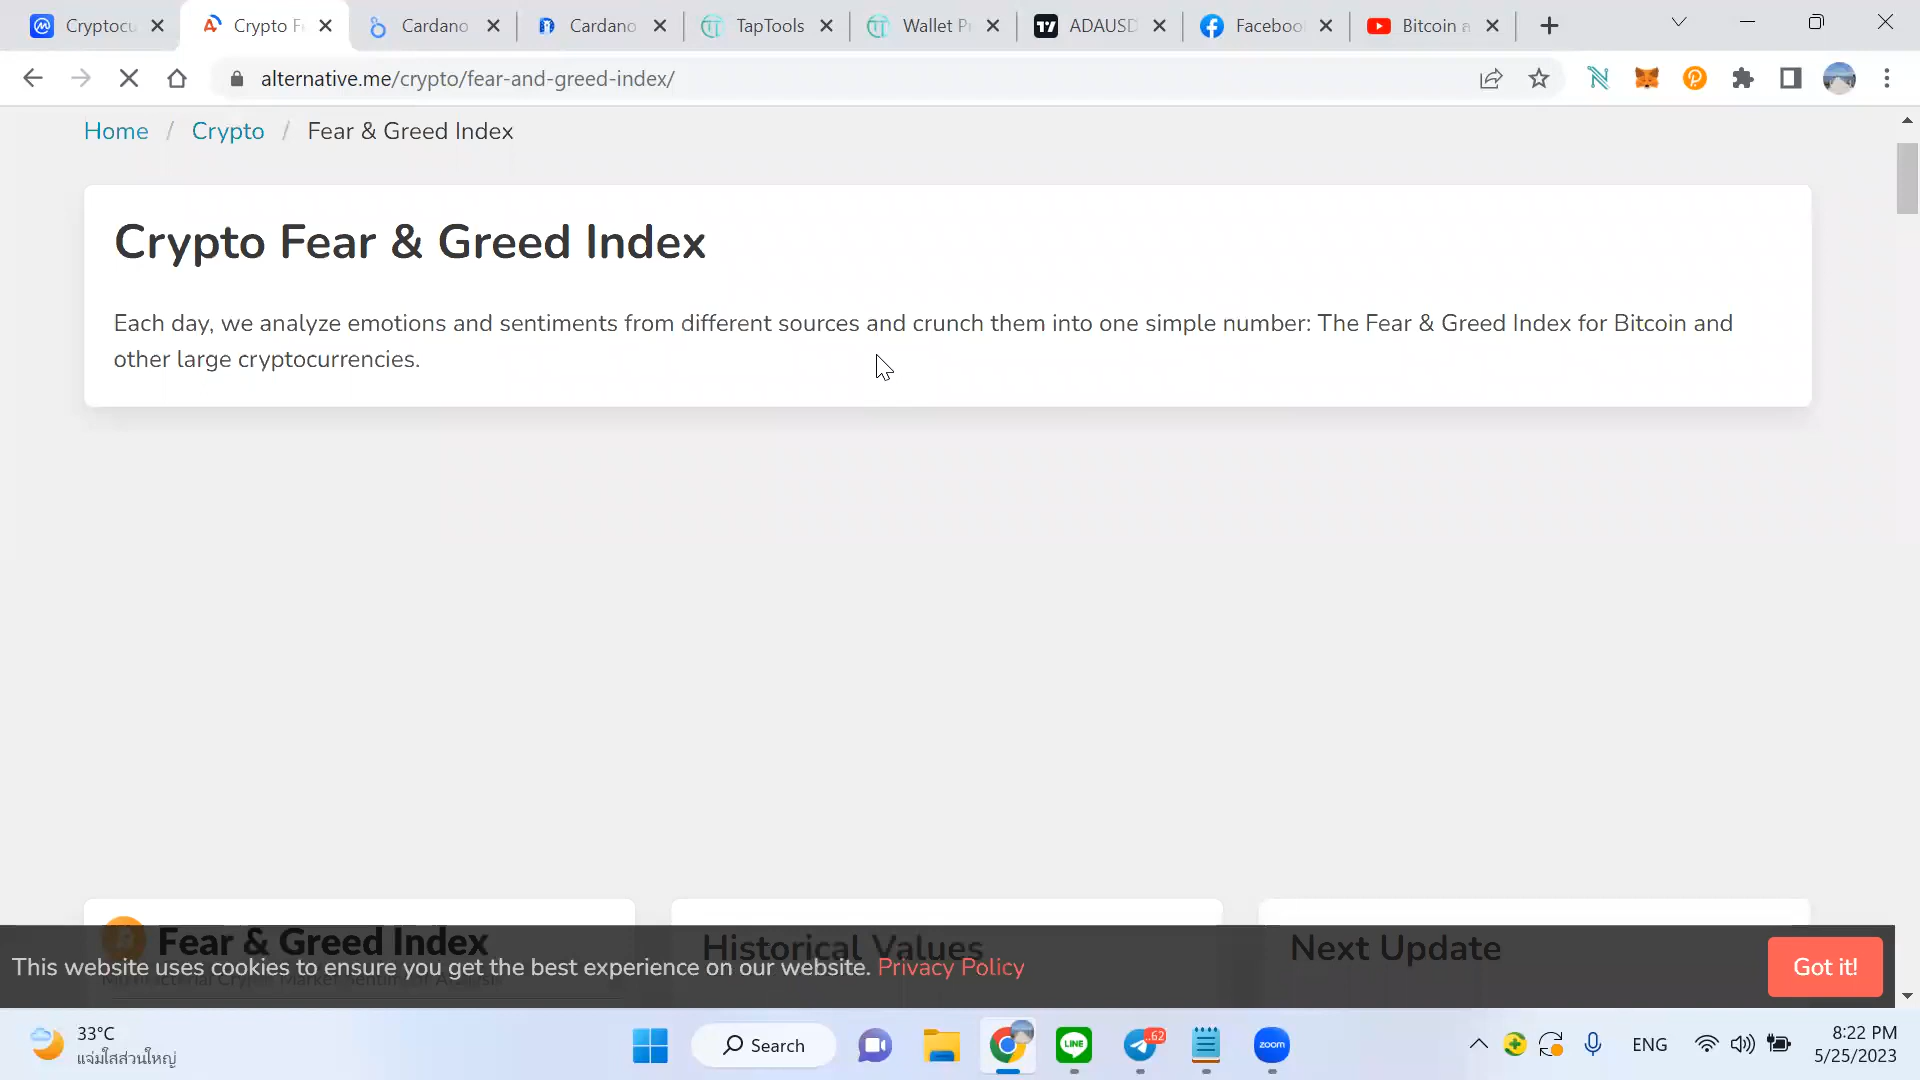 Cryptocu
Crypto F
Cardano
Cardano
TapTools
Wallet P
ADAUSD
Faceboo
Bitcoin a
alternative.me/crypto/fear-and-greed-index/
Home / Crypto / Fear & Greed Index
Crypto Fear & Greed Index
Each day, we analyze emotions and sentiments from different sources and crunch them into one simple number: The Fear & Greed Index for Bitcoin and
other large cryptocurrencies.
Fear & Greed Index
Historical Values
Next Update
This website uses cookies to ensure you get the best experience on our website. Privacy Policy
Got it!
33°C
แจ่มใสส่วนใหญ่
Search
LINE
62
zoom
ENG
8:22 PM
5/25/2023